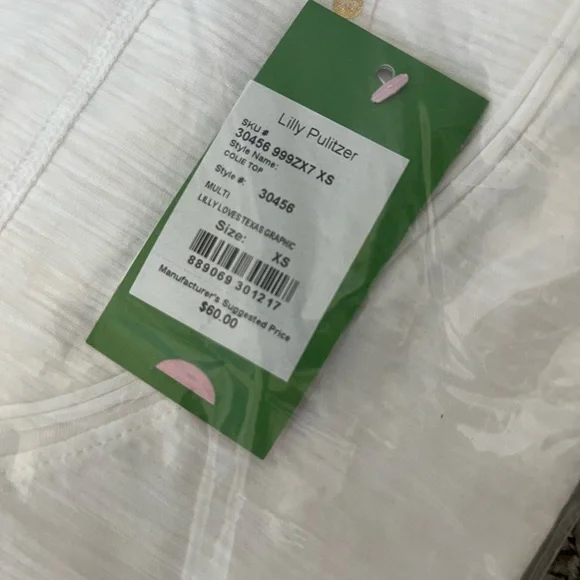 Lilly Pulitzer
SKU #
30456 999ZX7 XS
Style Name:
COLIE TOP
Style #: 30456
MULTI
LILLY LOVES TEXAS GRAPHIC
Size: XS
889069 301217
Manufacturer's Suggested Price
$60.00